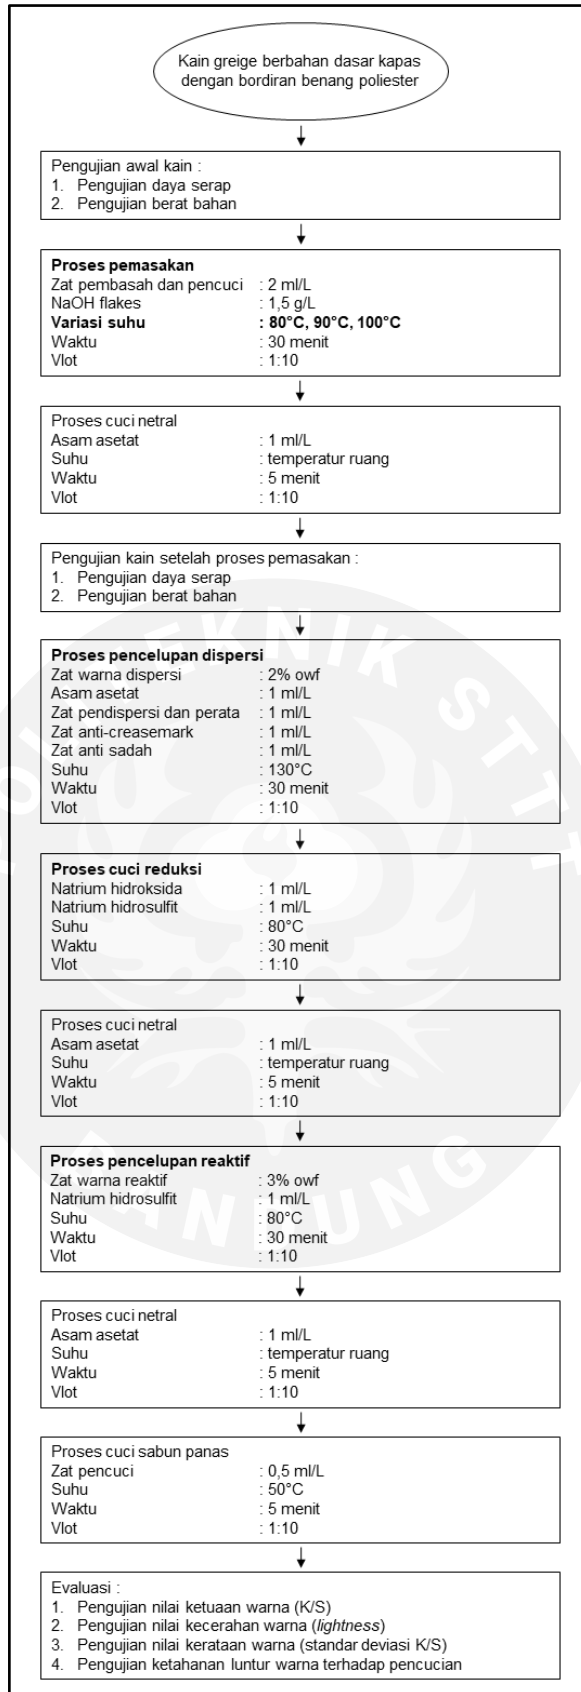 Kain greige berbahan dasar kapas
dengan bordiran benang poliester
Pengujian awal kain :
1. Pengujian daya serap
2. Pengujian berat bahan
Proses pemasakan
Zat pembasah dan pencuci : 2 ml/L
NaOH flakes : 1,5 g/L
Variasi suhu : 80°C, 90°C, 100°C
Waktu : 30 menit
Vlot : 1:10
Proses cuci netral
Asam asetat : 1 ml/L
Suhu : temperatur ruang
Waktu : 5 menit
Vlot : 1:10
Pengujian kain setelah proses pemasakan :
1. Pengujian daya serap
2. Pengujian berat bahan
Proses pencelupan dispersi
Zat warna dispersi : 2% owf
Asam asetat : 1 ml/L
Zat pendispersi dan perata : 1 ml/L
Zat anti-creasemark : 1 ml/L
Zat anti sadah : 1 ml/L
Suhu : 130°C
Waktu : 30 menit
Vlot : 1:10
Proses cuci reduksi
Natrium hidroksida : 1 ml/L
Natrium hidrosulfit : 1 ml/L
Suhu : 80°C
Waktu : 30 menit
Vlot : 1:10
Proses cuci netral
Asam asetat : 1 ml/L
Suhu : temperatur ruang
Waktu : 5 menit
Vlot : 1:10
Proses pencelupan reaktif
Zat warna reaktif : 3% owf
Natrium hidrosulfit : 1 ml/L
Suhu : 80°C
Waktu : 30 menit
Vlot : 1:10
Proses cuci netral
Asam asetat : 1 ml/L
Suhu : temperatur ruang
Waktu : 5 menit
Vlot : 1:10
Proses cuci sabun panas
Zat pencuci : 0,5 ml/L
Suhu : 50°C
Waktu : 5 menit
Vlot : 1:10
Evaluasi :
1. Pengujian nilai ketuaan warna (K/S)
2. Pengujian nilai kecerahan warna (lightness)
3. Pengujian nilai kerataan warna (standar deviasi K/S)
4. Pengujian ketahanan luntur warna terhadap pencucian
POLITEKNIK STTT
BANDUNG